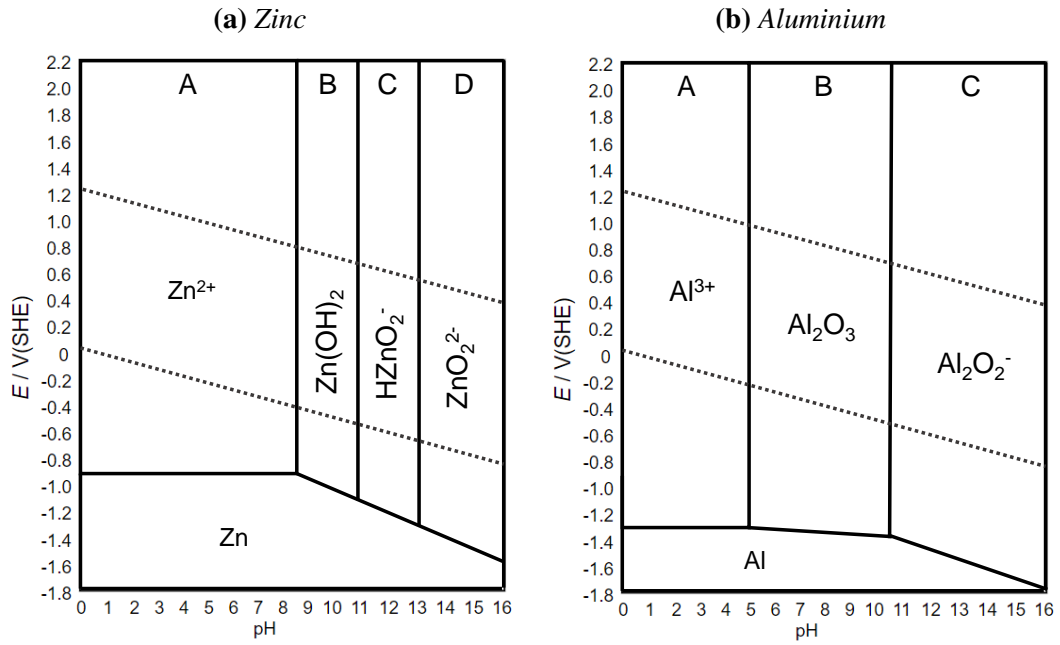 (a) Zinc
(b) Aluminium
2.2
2.0
1.8
1.6
1.4
1.2
1.0
0.8
0.6
0.4
0.2
0
-0.2
-0.4
-0.6
-0.8
-1.0
-1.2
-1.4
-1.6
-1.8
E / V(SHE)
A B C D
Zn²⁺
Zn(OH)₂
HZnO₂⁻
ZnO₂²⁻
Zn
0 1 2 3 4 5 6 7 8 9 10 11 12 13 14 15 16
pH
2.2
2.0
1.8
1.6
1.4
1.2
1.0
0.8
0.6
0.4
0.2
0
-0.2
-0.4
-0.6
-0.8
-1.0
-1.2
-1.4
-1.6
-1.8
E / V(SHE)
A B C
Al³⁺
Al₂O₃
Al₂O₂⁻
Al
0 1 2 3 4 5 6 7 8 9 10 11 12 13 14 5 16
pH